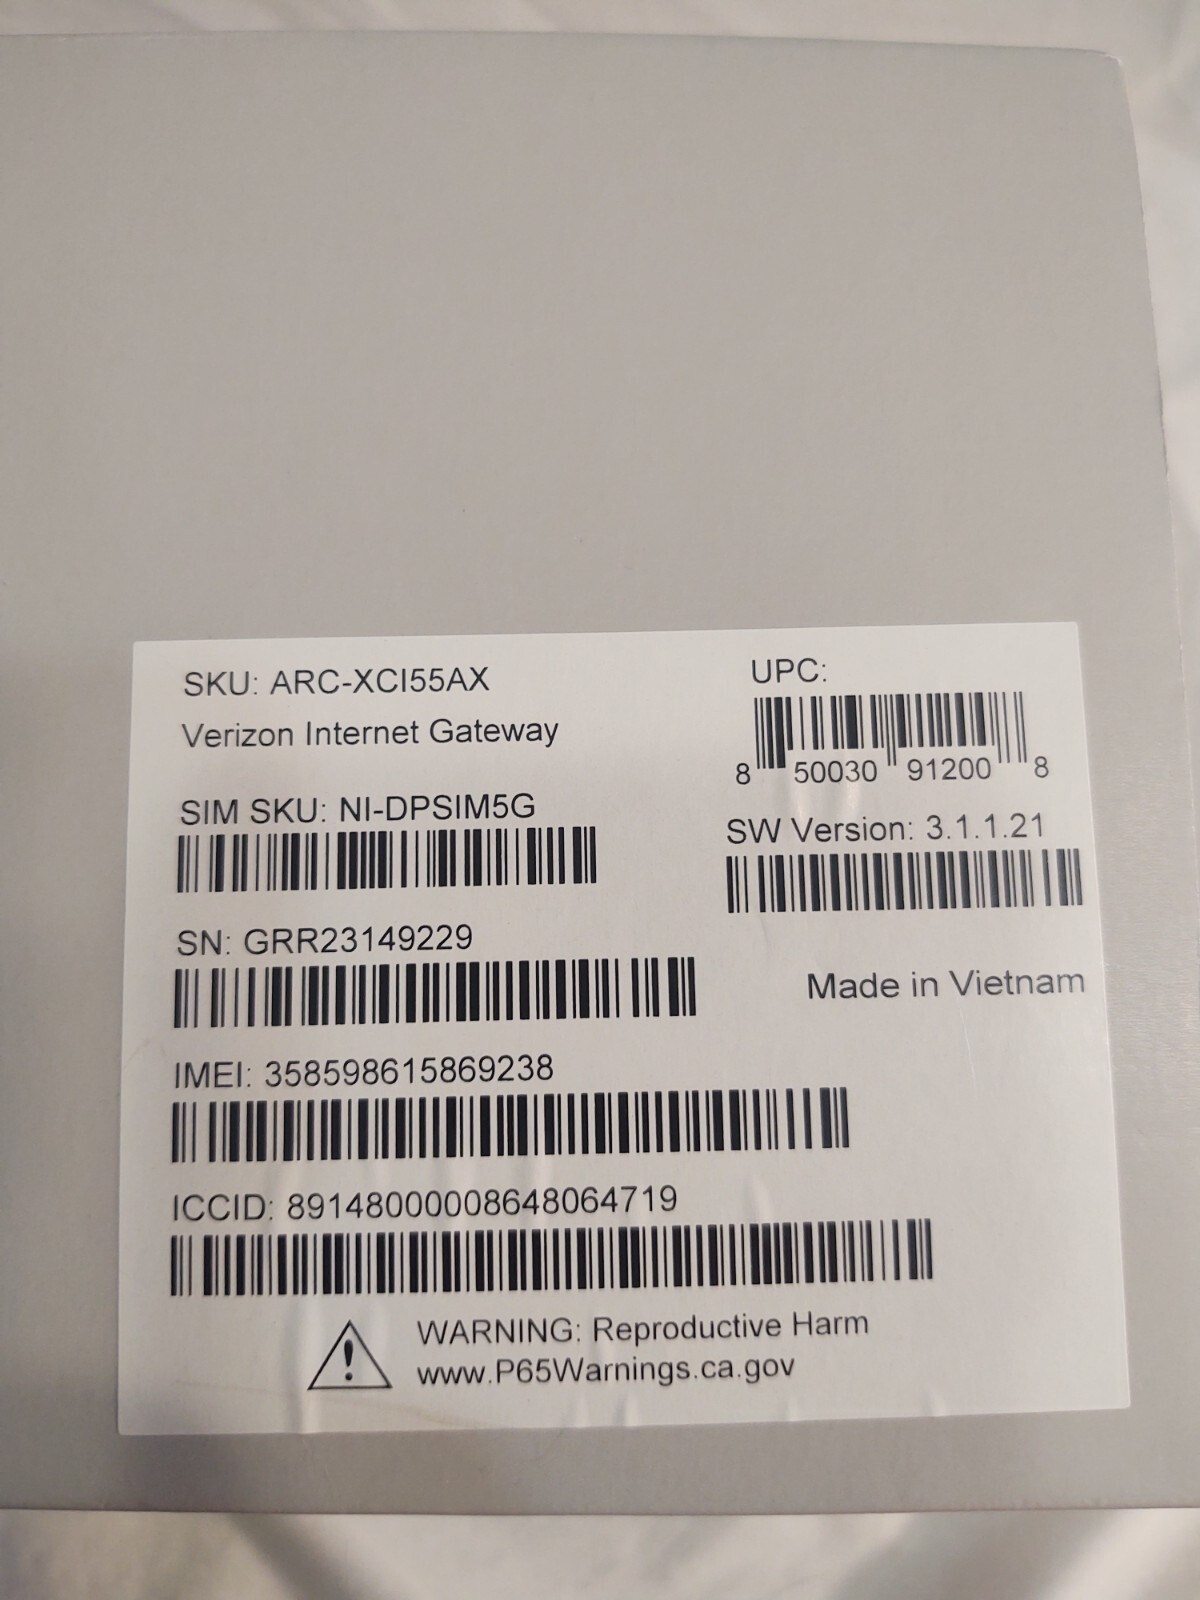 SKU: ARC-XCI55AX
Verizon Internet Gateway
UPC:
8 50030 91200 8
SIM SKU: NI-DPSIM5G
SW Version: 3.1.1.21
SN: GRR23149229
Made in Vietnam
IMEI: 358598615869238
ICCID: 89148000008648064719
WARNING: Reproductive Harm
www.P65Warnings.ca.gov